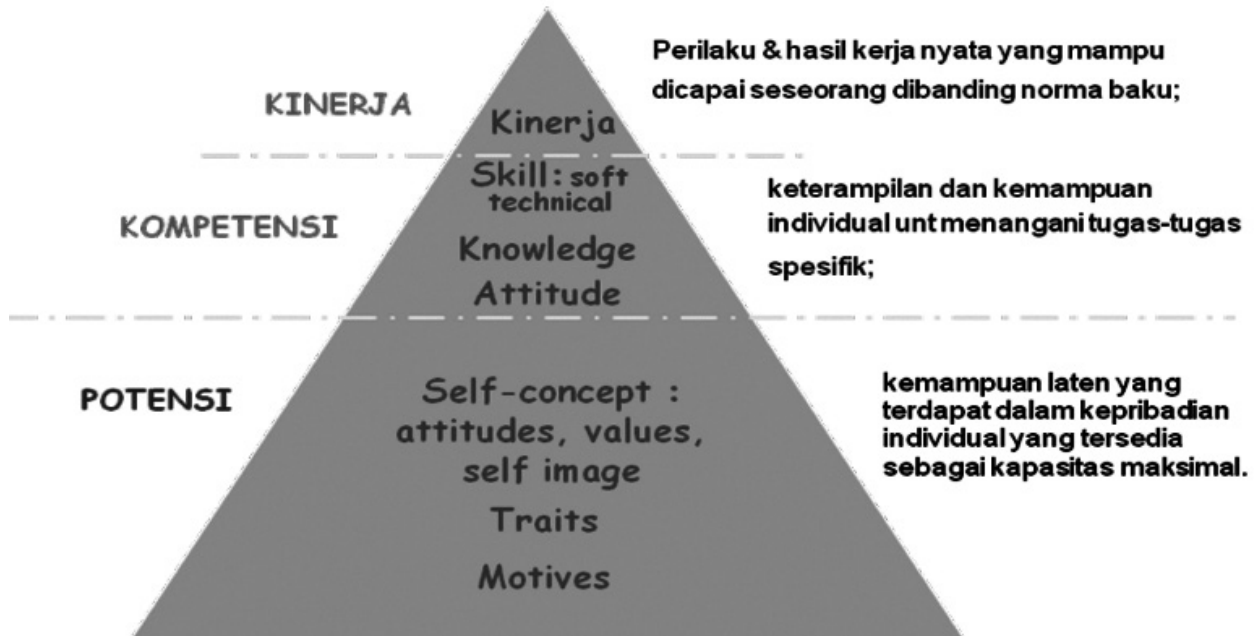 KINERJA
Kinerja
Perilaku & hasil kerja nyata yang mampu
dicapai seseorang dibanding norma baku;
KOMPETENSI
Skill: soft
technical
Knowledge
Attitude
keterampilan dan kemampuan
individual unt menangani tugas-tugas
spesifik;
POTENSI
Self-concept :
attitudes, values,
self image
Traits
Motives
kemampuan laten yang
terdapat dalam kepribadian
individual yang tersedia
sebagai kapasitas maksimal.